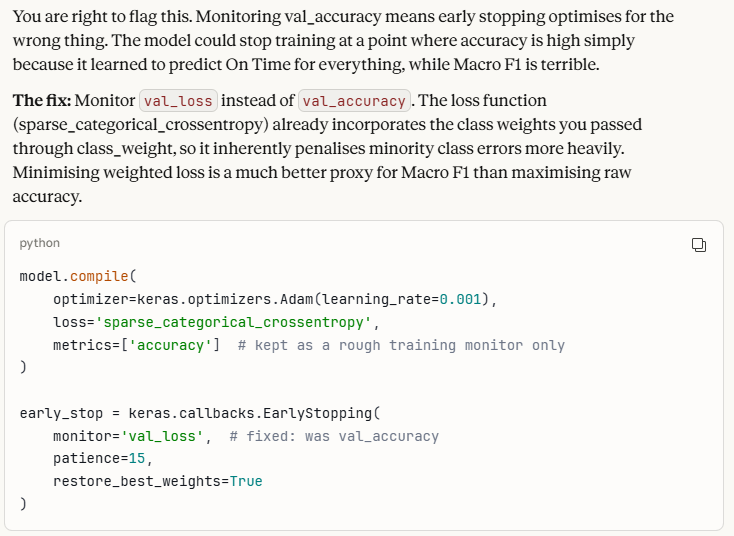 You are right to flag this. Monitoring val_accuracy means early stopping optimises for the
wrong thing. The model could stop training at a point where accuracy is high simply
because it learned to predict On Time for everything, while Macro F1 is terrible.
The fix: Monitor val_loss instead of val_accuracy. The loss function
(sparse_categorical_crossentropy) already incorporates the class weights you passed
through class_weight, so it inherently penalises minority class errors more heavily.
Minimising weighted loss is a much better proxy for Macro F1 than maximising raw
accuracy.
python
model.compile(
    optimizer=keras.optimizers.Adam(learning_rate=0.001),
    loss='sparse_categorical_crossentropy',
    metrics=['accuracy']  # kept as a rough training monitor only
)
early_stop = keras.callbacks.EarlyStopping(
    monitor='val_loss',  # fixed: was val_accuracy
    patience=15,
    restore_best_weights=True
)